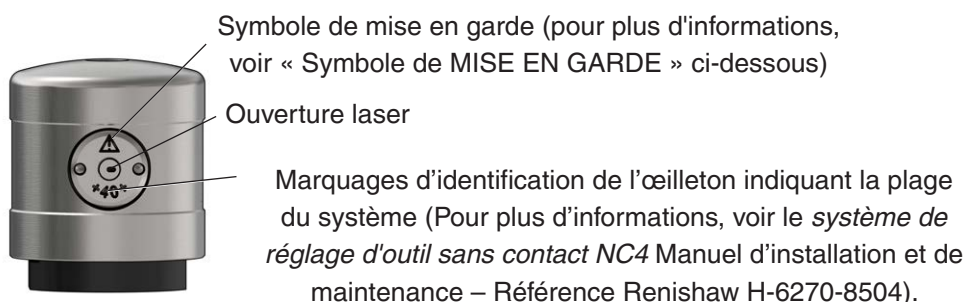 Symbole de mise en garde (pour plus d'informations,
voir « Symbole de MISE EN GARDE » ci-dessous)
Ouverture laser
*40*
Marquages d’identification de l’œilleton indiquant la plage
du système (Pour plus d’informations, voir le système de
réglage d'outil sans contact NC4 Manuel d’installation et de
maintenance – Référence Renishaw H-6270-8504).